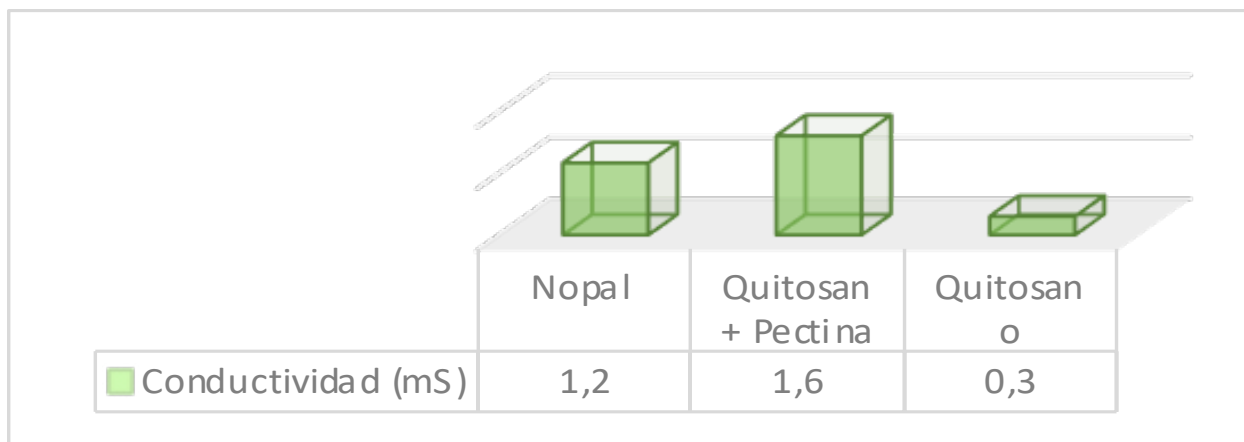 Nopal
Quitosan
+ Pectina
Quitosan
o
Conductividad (mS)
1,2
1,6
0,3